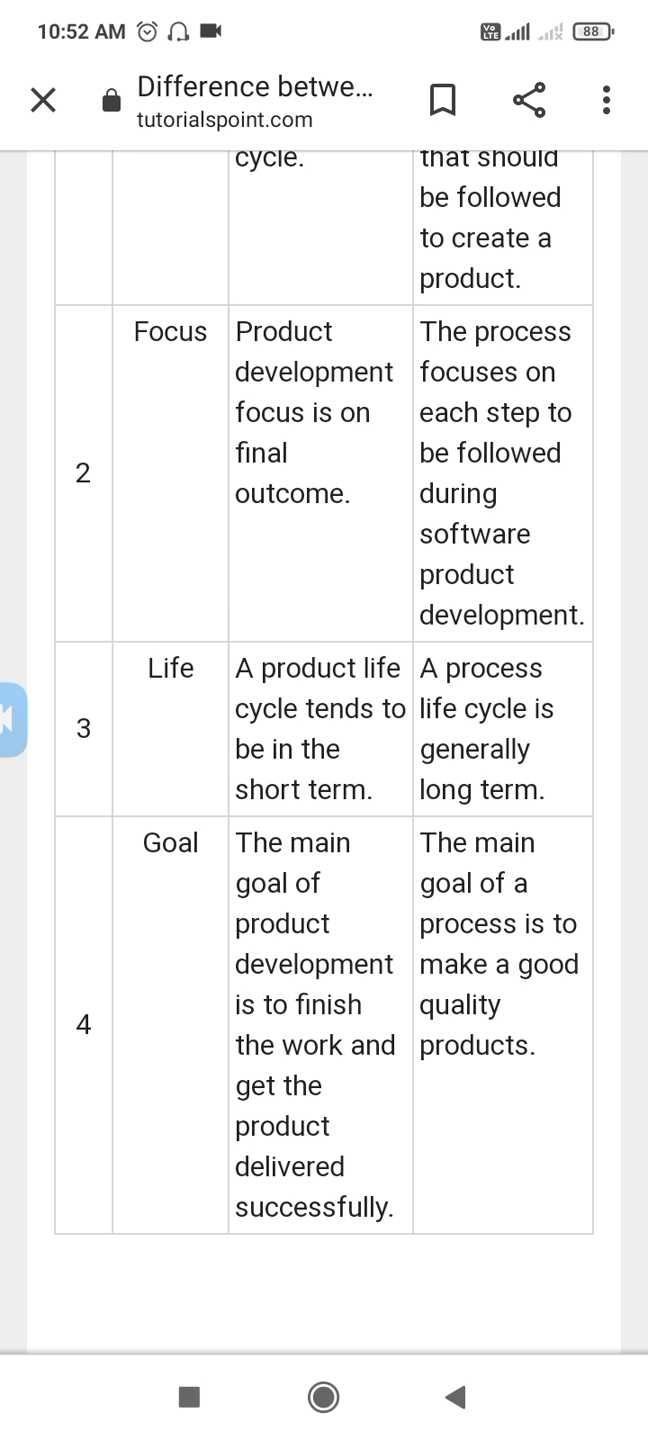 10:52 AM
Vo
LTE
88
Difference betwe...
tutorialspoint.com
cycle.
that should
be followed
to create a
product.
2
Focus
Product
development
focus is on
final
outcome.
The process
focuses on
each step to
be followed
during
software
product
development.
3
Life
A product life
cycle tends to
be in the
short term.
A process
life cycle is
generally
long term.
4
Goal
The main
goal of
product
development
is to finish
the work and
get the
product
delivered
successfully.
The main
goal of a
process is to
make a good
quality
products.